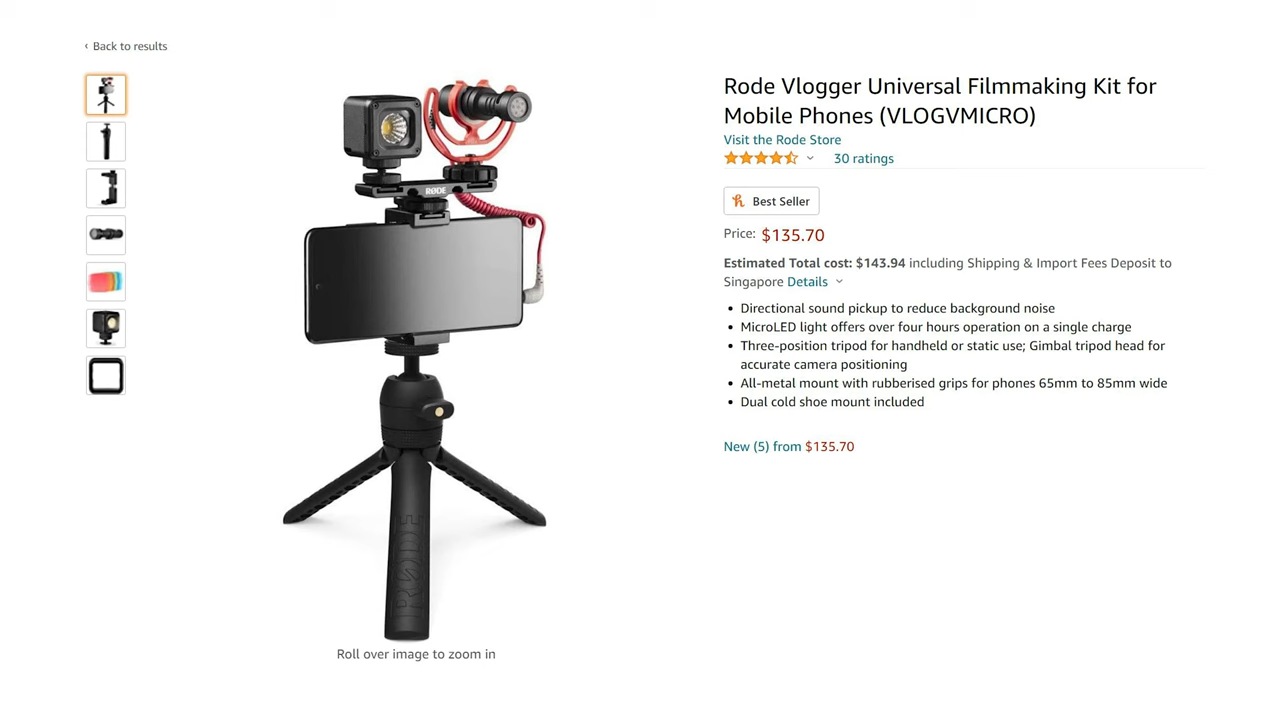 ‹ Back to results
Rode Vlogger Universal Filmmaking Kit for
Mobile Phones (VLOGVMICRO)
Visit the Rode Store
30 ratings
Best Seller
Price: $135.70
Estimated Total cost: $143.94 including Shipping & Import Fees Deposit to
Singapore Details
• Directional sound pickup to reduce background noise
• MicroLED light offers over four hours operation on a single charge
• Three-position tripod for handheld or static use; Gimbal tripod head for
accurate camera positioning
• All-metal mount with rubberised grips for phones 65mm to 85mm wide
• Dual cold shoe mount included
New (5) from $135.70
RØDE
RØDE
Roll over image to zoom in